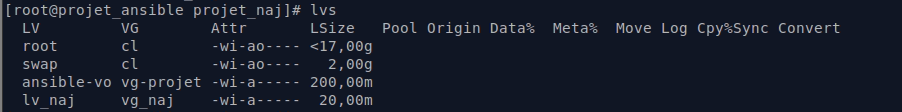 [root@projet_ansible projet_naj]# lvs
  LV         VG        Attr       LSize   Pool Origin Data%  Meta%  Move Log Cpy%Sync Convert
  root       cl        -wi-ao---- <17,00g
  swap       cl        -wi-ao----   2,00g
  ansible-vo vg-projet -wi-a----- 200,00m
  lv_naj     vg_naj    -wi-a-----  20,00m